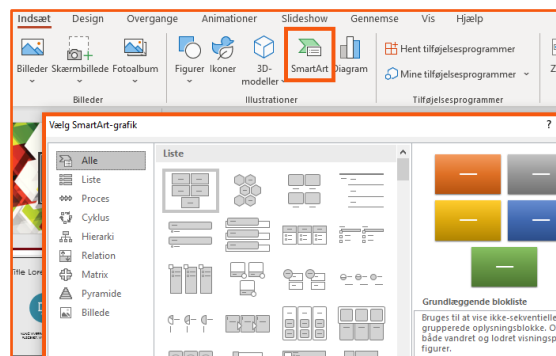 Indsæt Design Overgange Animationer Slideshow Gennemse Vis Hjælp
Billeder Skærmbillede Fotoalbum
Figurer Ikoner 3D-
modeller SmartArt Diagram
Hent tilføjelsesprogrammer
Mine tilføjelsesprogrammer
Billeder Illustrationer Tilføjelsesprogrammer
Vælg SmartArt-grafik ?
Alle
Liste
Proces
Cyklus
Hierarki
Relation
Matrix
Pyramide
Billede
Liste
Title Lore
D
Grundlæggende blokliste
Bruges til at vise ikke-sekventielle
grupperede oplysningsblokke. O
både vandret og lodret visningsp
figurer.